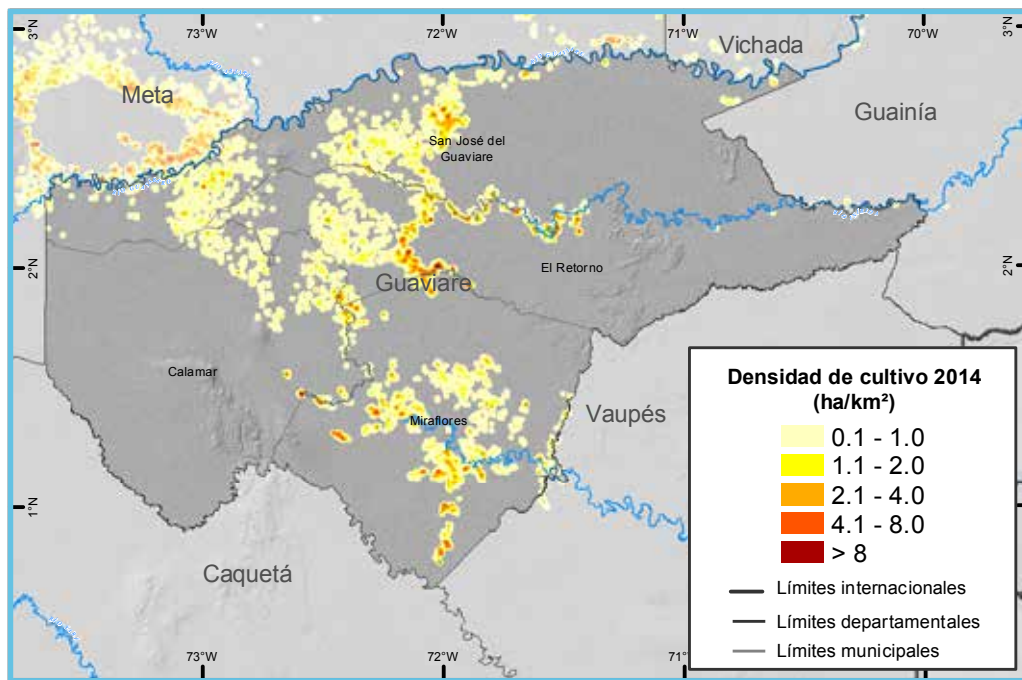 3°N
73°W
72°W
71°W
70°W
3°N
Vichada
Meta
Guainía
San José del
Guaviare
2°N
El Retorno
2°N
Guaviare
Calamar
Miraflores
Vaupés
1°N
Caquetá
73°W
72°W
71°W
Densidad de cultivo 2014
(ha/km²)
0.1 - 1.0
1.1 - 2.0
2.1 - 4.0
4.1 - 8.0
> 8
Límites internacionales
Límites departamentales
Límites municipales